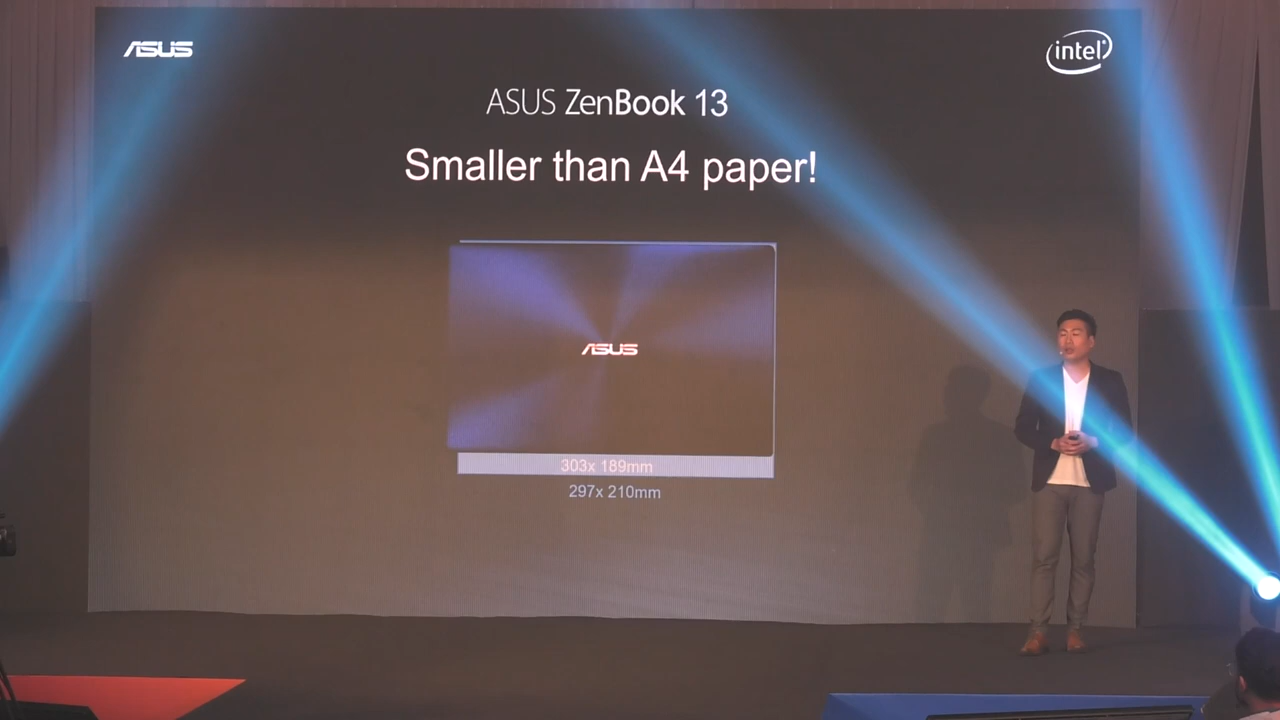 ASUS
intel
ASUS ZenBook 13
Smaller than A4 paper!
ASUS
303x 189mm
297x 210mm